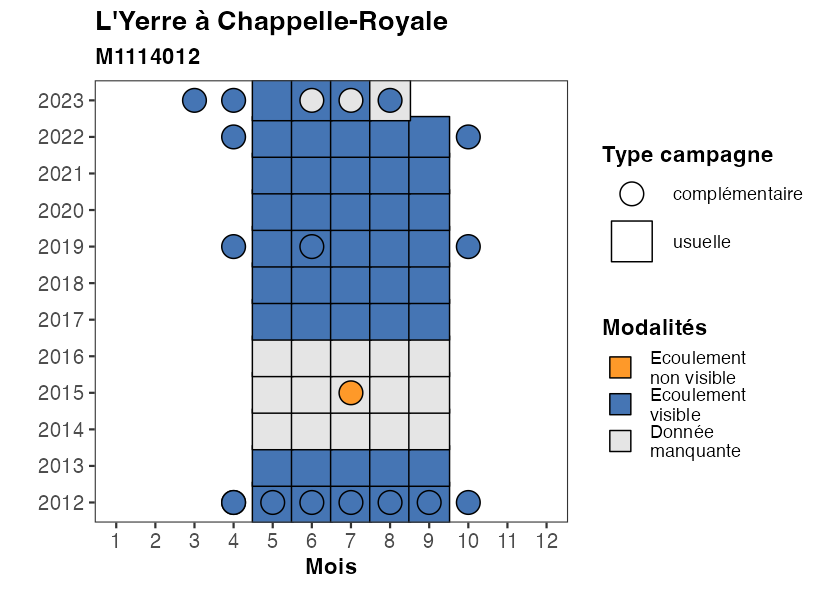 L'Yerre à Chappelle-Royale
M1114012
2023
2022
2021
2020
2019
2018
2017
2016
2015
2014
2013
2012
1 2 3 4 5 6 7 8 9 10 11 12
Mois
Type campagne
complémentaire
usuelle
Modalités
Ecoulement
non visible
Ecoulement
visible
Donnée
manquante